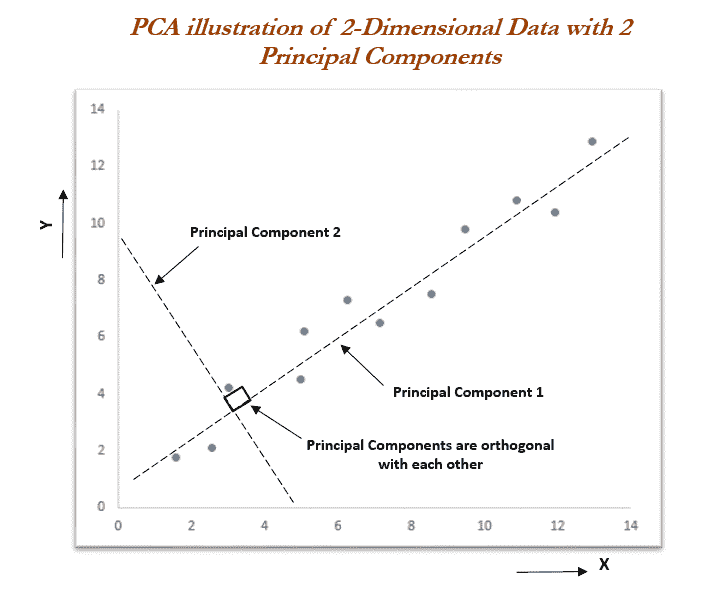 PCA illustration of 2-Dimensional Data with 2
Principal Components
14
12
10
8
6
4
2
0
Y
Principal Component 2
Principal Component 1
Principal Components are orthogonal
with each other
0 2 4 6 8 10 12 14
X